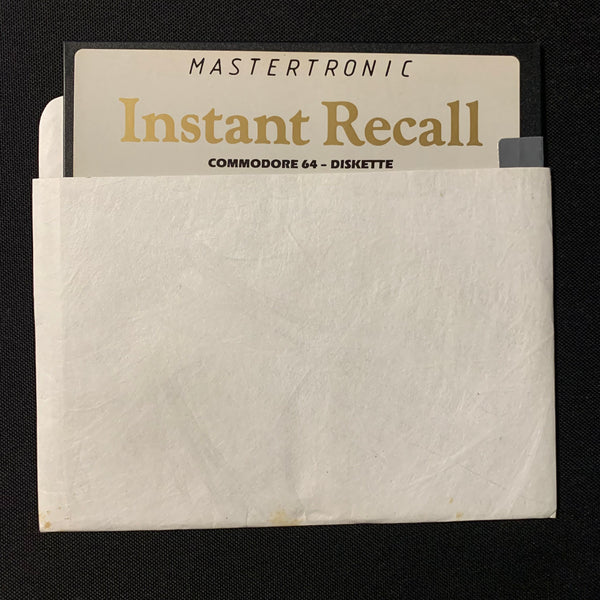 MASTERTRONIC
Instant Recall
COMMODORE 64 - DISKETTE